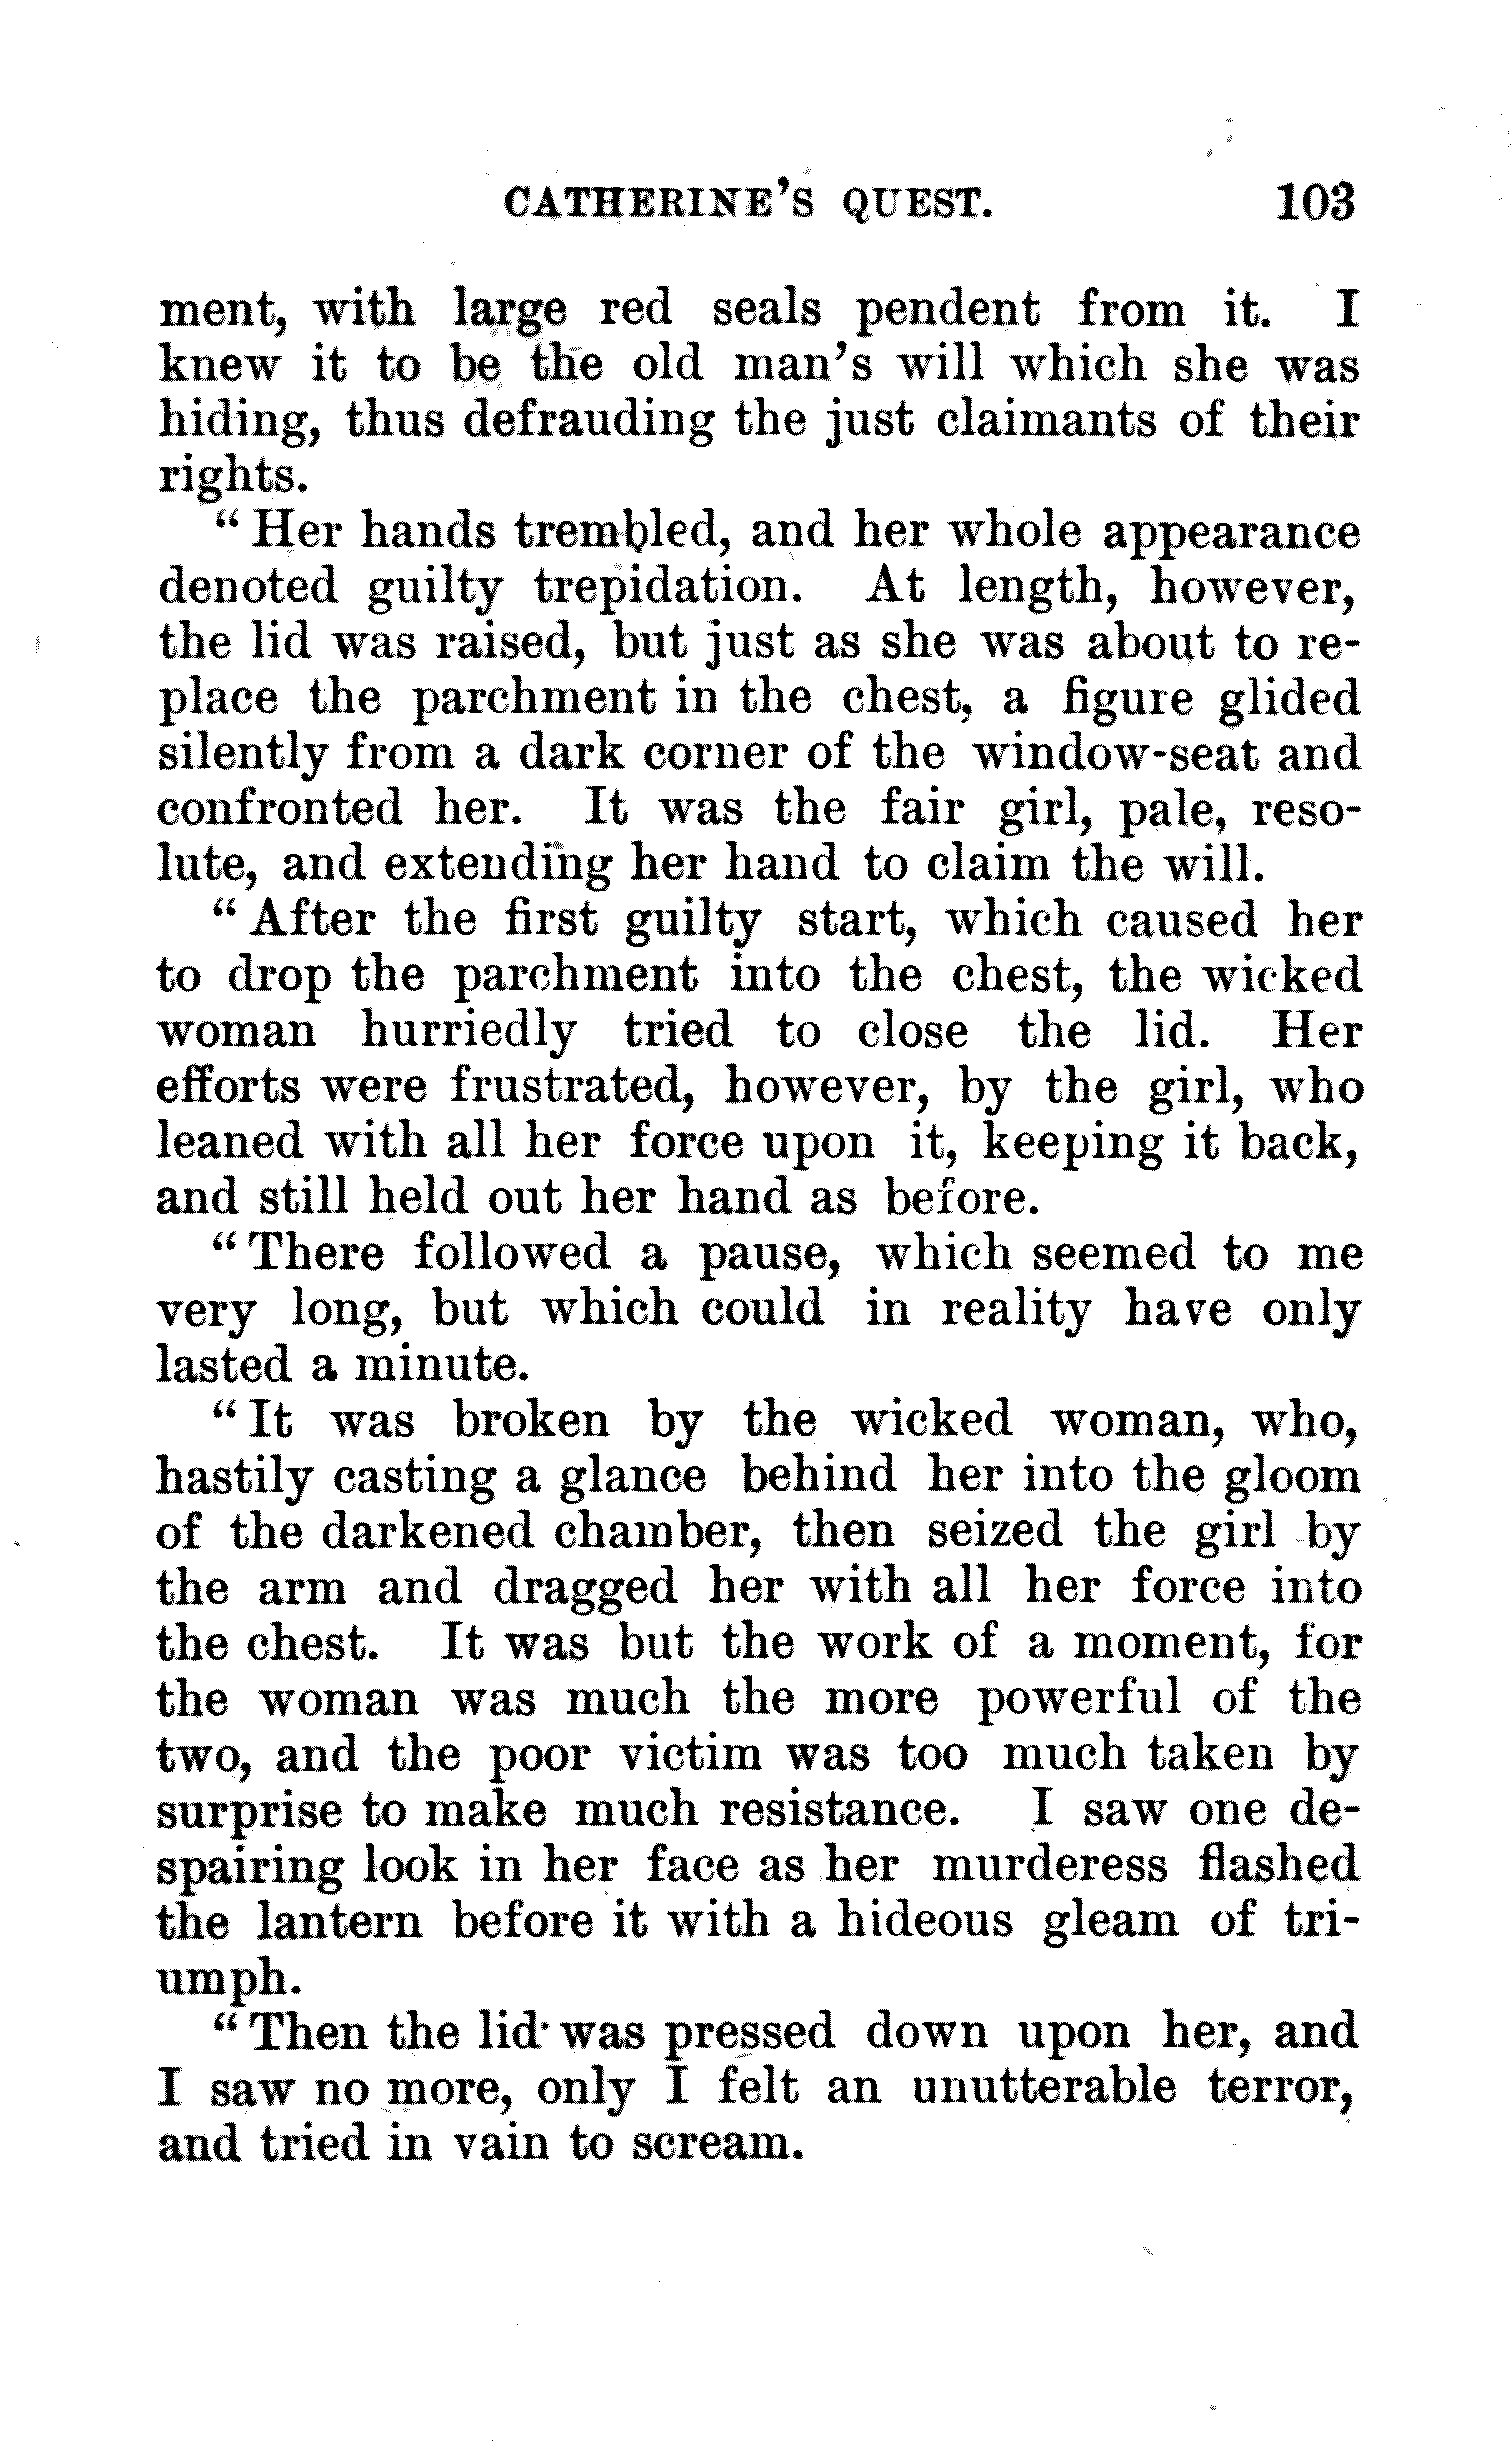 CATHERINE'S QUEST. 103
ment, with large red seals pendent from it. I
knew it to be the old man's will which she was
hiding, thus defrauding the just claimants of their
rights.
"Her hands trembled, and her whole appearance
denoted guilty trepidation. At length, however,
the lid was raised, but just as she was about to re-
place the parchment in the chest, a figure glided
silently from a dark corner of the window-seat and
confronted her. It was the fair girl, pale, reso-
lute, and extending her hand to claim the will.
"After the first guilty start, which caused her
to drop the parchment into the chest, the wicked
woman hurriedly tried to close the lid. Her
efforts were frustrated, however, by the girl, who
leaned with all her force upon it, keeping it back,
and still held out her hand as before.
"There followed a pause, which seemed to me
very long, but which could in reality have only
lasted a minute.
"It was broken by the wicked woman, who,
hastily casting a glance behind her into the gloom
of the darkened chamber, then seized the girl by
the arm and dragged her with all her force into
the chest. It was but the work of a moment, for
the woman was much the more powerful of the
two, and the poor victim was too much taken by
surprise to make much resistance. I saw one de-
spairing look in her face as her murderess flashed
the lantern before it with a hideous gleam of tri-
umph.
"Then the lid was pressed down upon her, and
I saw no more, only I felt an unutterable terror,
and tried in vain to scream.